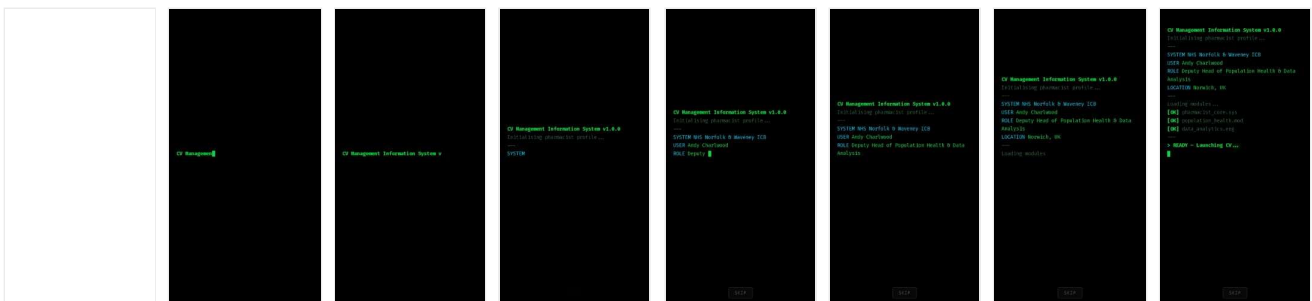 CV Managemen
CV Management Information System v
CV Management Information System v1.0.0
Initialising pharmacist profile...
---
SYSTEM
CV Management Information System v1.0.0
Initialising pharmacist profile...
---
SYSTEM NHS Norfolk & Waveney ICB
USER Andy Charlwood
ROLE Deputy
SKIP
CV Management Information System v1.0.0
Initialising pharmacist profile...
---
SYSTEM NHS Norfolk & Waveney ICB
USER Andy Charlwood
ROLE Deputy Head of Population Health & Data
Analysis
SKIP
CV Management Information System v1.0.0
Initialising pharmacist profile...
---
SYSTEM NHS Norfolk & Waveney ICB
USER Andy Charlwood
ROLE Deputy Head of Population Health & Data
Analysis
LOCATION Norwich, UK
---
Loading modules
SKIP
CV Management Information System v1.0.0
Initialising pharmacist profile...
---
SYSTEM NHS Norfolk & Waveney ICB
USER Andy Charlwood
ROLE Deputy Head of Population Health & Data
Analysis
LOCATION Norwich, UK
---
Loading modules...
[OK] pharmacist_core.sys
[OK] population_health.mod
[OK] data_analytics.eng
---
> READY — Launching CV...
SKIP